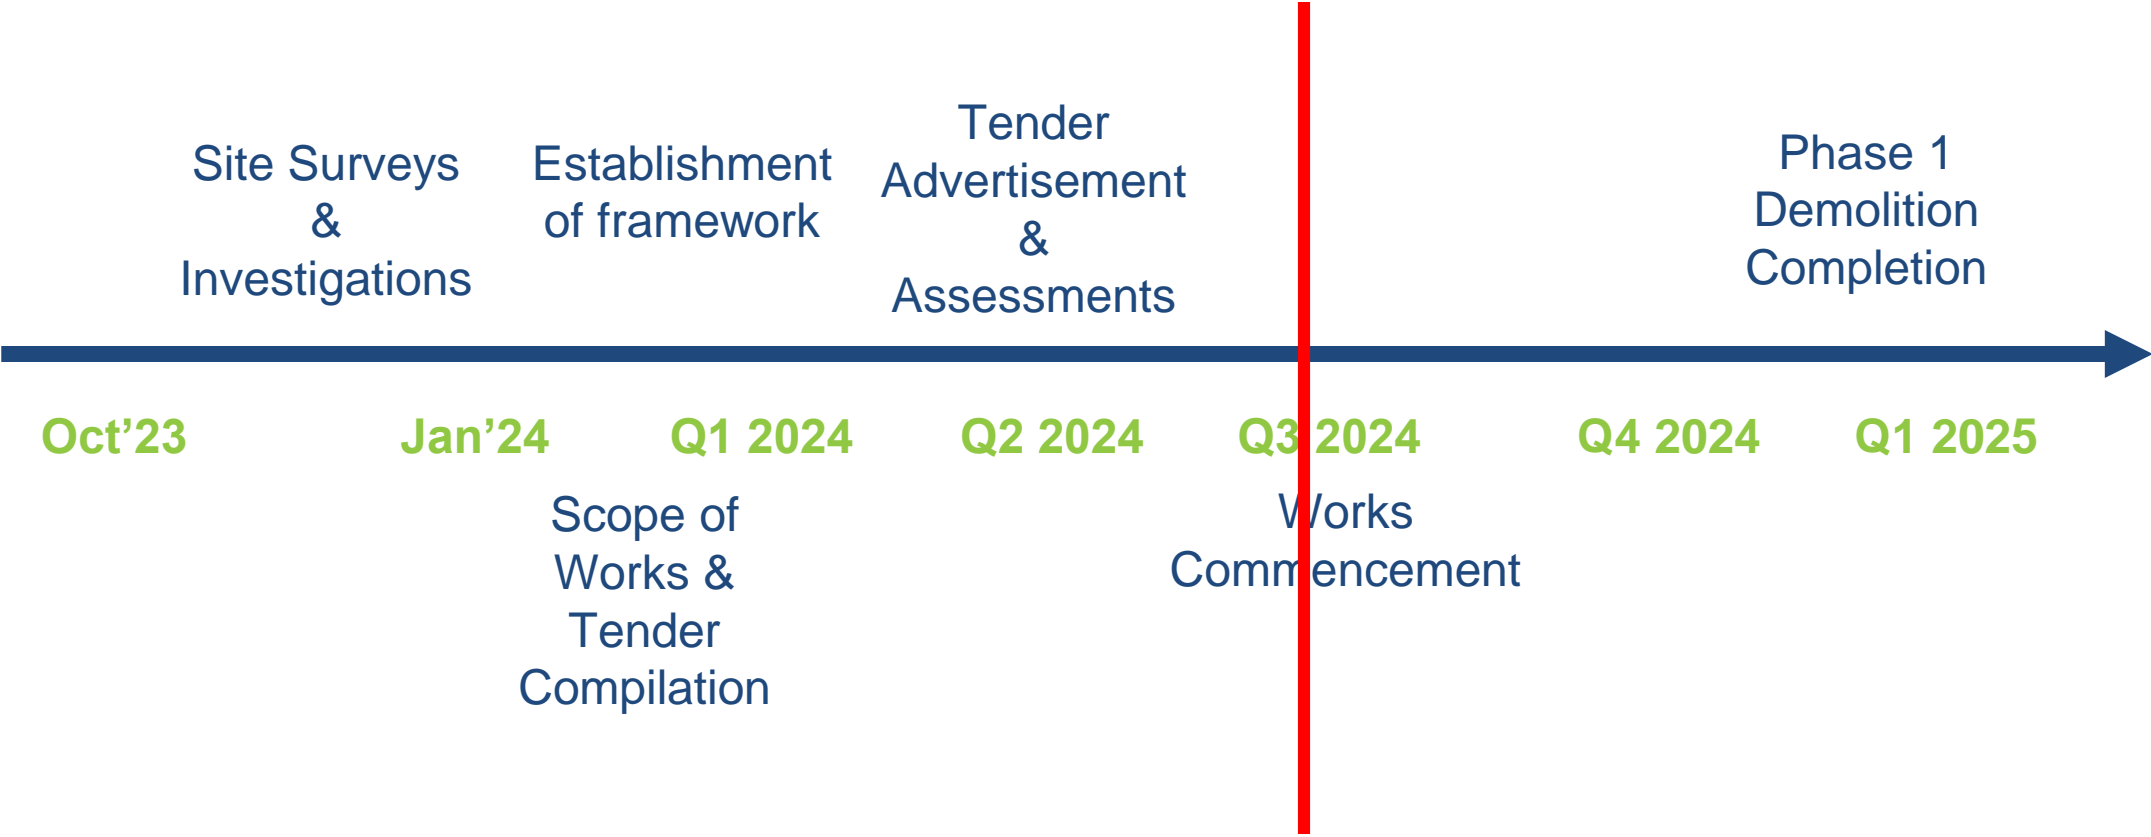 Site Surveys
&
Investigations
Establishment
of framework
Tender
Advertisement
&
Assessments
Phase 1
Demolition
Completion
Oct’23
Jan’24
Q1 2024
Q2 2024
Q3 2024
Q4 2024
Q1 2025
Scope of
Works &
Tender
Compilation
Works
Commencement